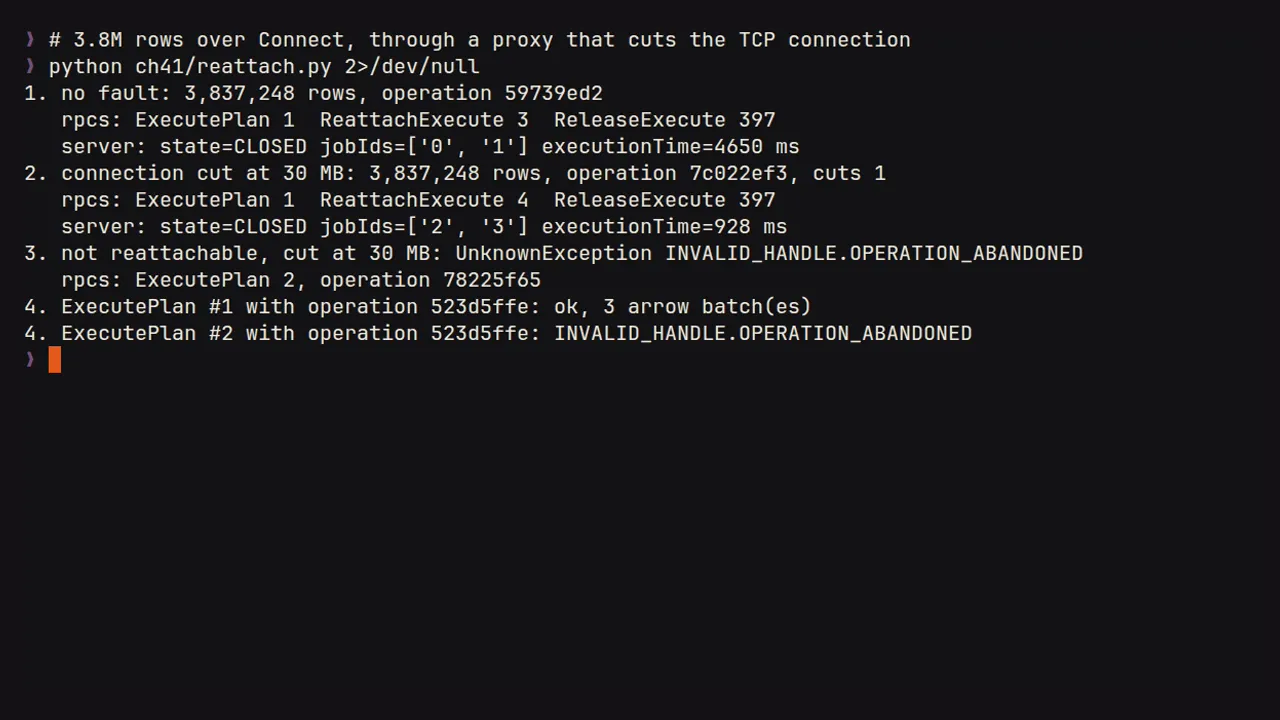 ❯ # 3.8M rows over Connect, through a proxy that cuts the TCP connection
❯ python ch41/reattach.py 2>/dev/null
1. no fault: 3,837,248 rows, operation 59739ed2
   rpcs: ExecutePlan 1  ReattachExecute 3  ReleaseExecute 397
   server: state=CLOSED jobIds=['0', '1'] executionTime=4650 ms
2. connection cut at 30 MB: 3,837,248 rows, operation 7c022ef3, cuts 1
   rpcs: ExecutePlan 1  ReattachExecute 4  ReleaseExecute 397
   server: state=CLOSED jobIds=['2', '3'] executionTime=928 ms
3. not reattachable, cut at 30 MB: UnknownException INVALID_HANDLE.OPERATION_ABANDONED
   rpcs: ExecutePlan 2, operation 78225f65
4. ExecutePlan #1 with operation 523d5ffe: ok, 3 arrow batch(es)
4. ExecutePlan #2 with operation 523d5ffe: INVALID_HANDLE.OPERATION_ABANDONED
❯